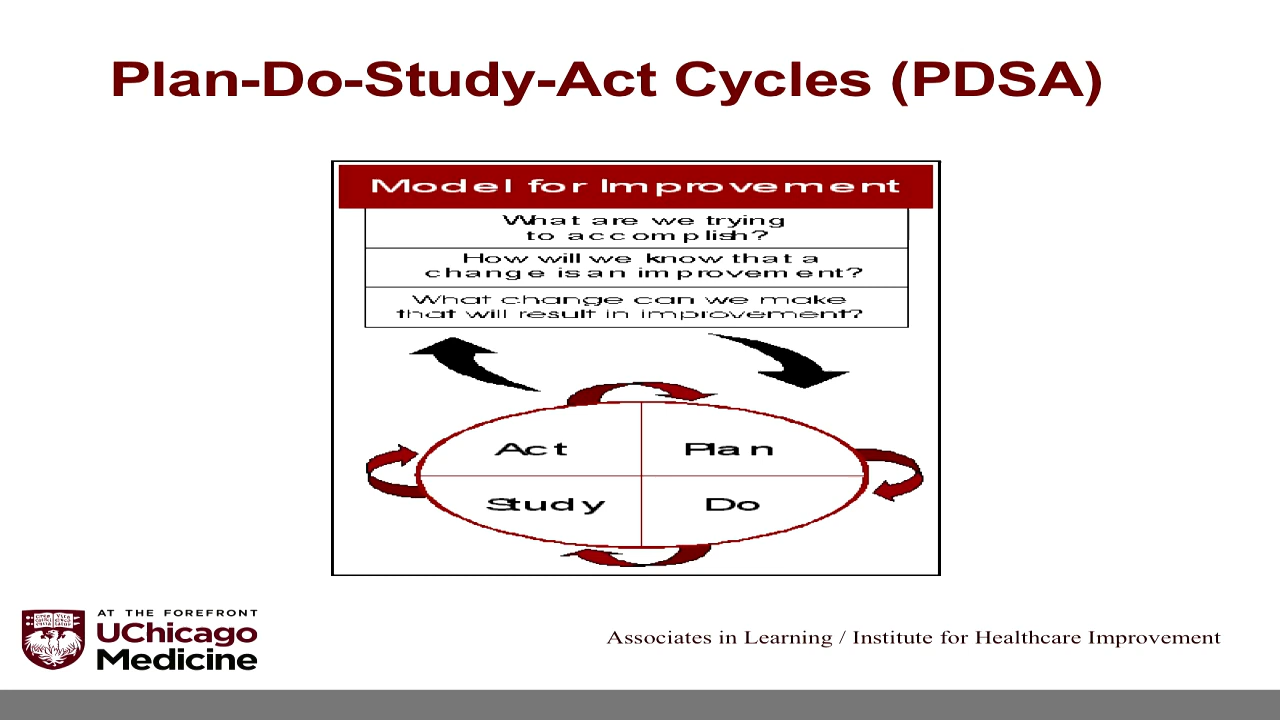 Plan-Do-Study-Act Cycles (PDSA)
Model for Improvement
What are we trying
to accomplish?
How will we know that a
change is an improvement?
What change can we make
that will result in improvement?
Act
Plan
Study
Do
AT THE FOREFRONT
UChicago
Medicine
Associates in Learning / Institute for Healthcare Improvement